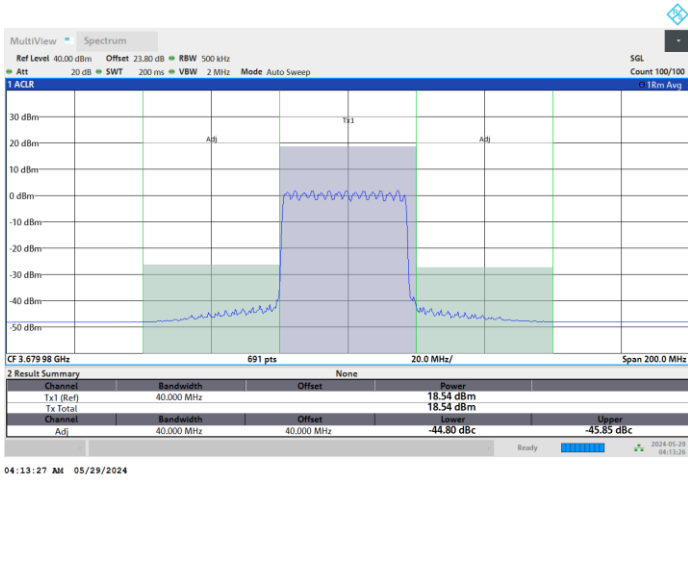 MultiView Spectrum
Ref Level 40.00 dBm Offset 23.80 dB RBW 500 kHz SGL
Att 20 dB SWT 200 ms VBW 2 MHz Mode Auto Sweep Count 100/100
1 ACLR 1Rm Avg
30 dBm
Tx1
20 dBm
Adj Adj
10 dBm
0 dBm
-10 dBm
-20 dBm
-30 dBm
-40 dBm
-50 dBm
CF 3.679 98 GHz 691 pts 20.0 MHz/ Span 200.0 MHz
2 Result Summary None
Channel Bandwidth Offset Power
Tx1 (Ref) 40.000 MHz 18.54 dBm
Tx Total 18.54 dBm
Channel Bandwidth Offset Lower Upper
Adj 40.000 MHz 40.000 MHz -44.80 dBc -45.85 dBc
Ready 2024-05-29
04:13:26
04:13:27 AM 05/29/2024